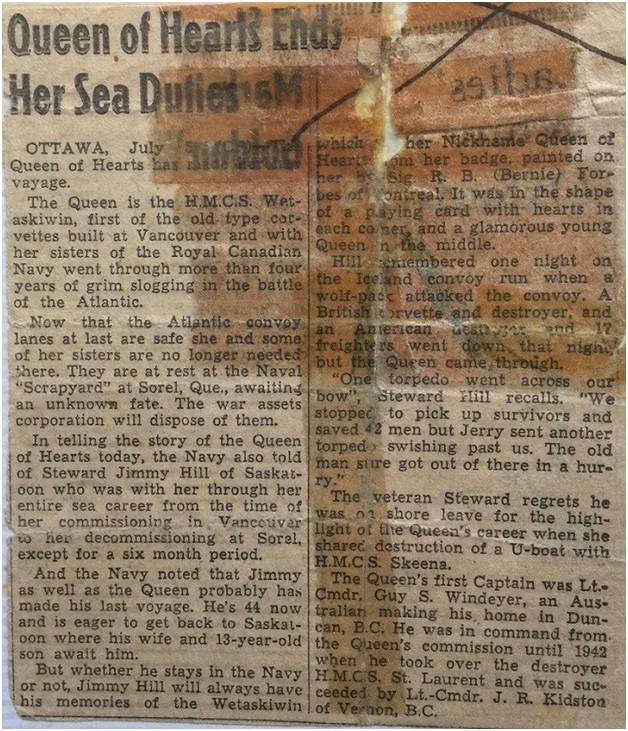 Queen of Hearts Ends
Her Sea Duties
OTTAWA, July
Queen of Hearts has
vayage.
The Queen is the H.M.C.S. Wet-
askiwin, first of the old type cor-
vettes built at Vancouver and with
her sisters of the Royal Canadian
Navy went through more than four
years of grim slogging in the battle
of the Atlantic.
Now that the Atlantic convoy
lanes at last are safe she and some
of her sisters are no longer needed
there. They are at rest at the Naval
"Scrapyard" at Sorel, Que., awaiting
an unknown fate. The war assets
corporation will dispose of them.
In telling the story of the Queen
of Hearts today, the Navy also told
of Steward Jimmy Hill of Saskat-
oon who was with her through her
entire sea career from the time of
her commissioning in Vancouver
to her decommissioning at Sorel,
except for a six month period.
And the Navy noted that Jimmy
as well as the Queen probably has
made his last voyage. He's 44 now
and is eager to get back to Saskat-
oon where his wife and 13-year-old
son await him.
But whether he stays in the Navy
or not, Jimmy Hill will always have
his memories of the Wetaskiwin
which her Nickname Queen of
Hearts from her badge, painted on
her by Sig. R. B. (Bernie) For-
bes of Montreal. It was in the shape
of a playing card with hearts in
each corner, and a glamorous young
Queen in the middle.
Hill remembered one night on
the Iceland convoy run when a
wolf-pack attacked the convoy. A
British corvette and destroyer, and
an American destroyer and 17
freighters went down that night,
but the Queen came through.
"One torpedo went across our
bow", Steward Hill recalls. "We
stopped to pick up survivors and
saved 42 men but Jerry sent another
torpedo swishing past us. The old
man sure got out of there in a hur-
ry."
The veteran Steward regrets he
was on shore leave for the high-
light of the Queen's career when she
shared destruction of a U-boat with
H.M.C.S. Skeena.
The Queen's first Captain was Lt.-
Cmdr. Guy S. Windeyer, an Aus-
tralian making his home in Dun-
can, B.C. He was in command from
the Queen's commission until 1942
when he took over the destroyer
H.M.C.S. St. Laurent and was suc-
ceeded by Lt.-Cmdr. J. R. Kidston
of Vernon, B.C.